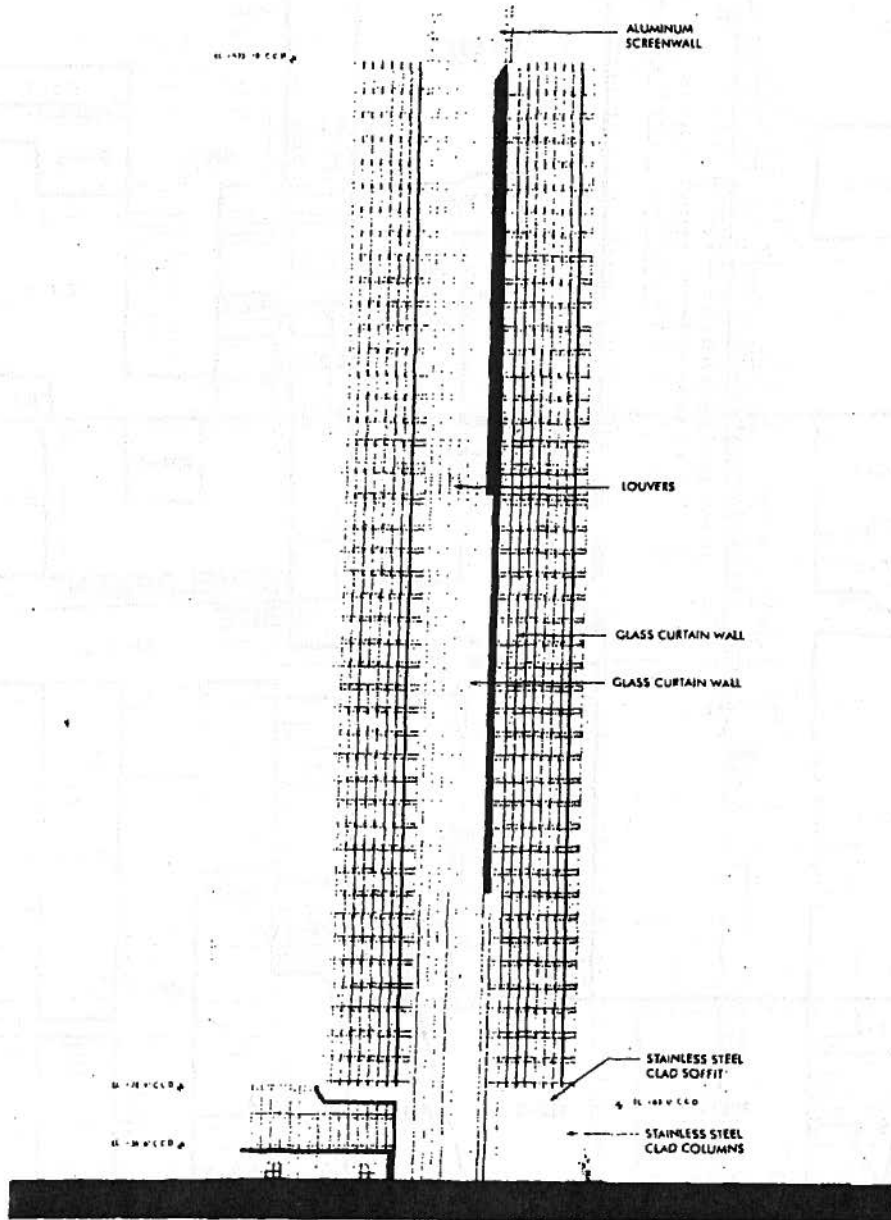 ALUMINUM
SCREENWALL
LOUVERS
GLASS CURTAIN WALL
GLASS CURTAIN WALL
STAINLESS STEEL
CLAD SOFFIT
STAINLESS STEEL
CLAD COLUMNS